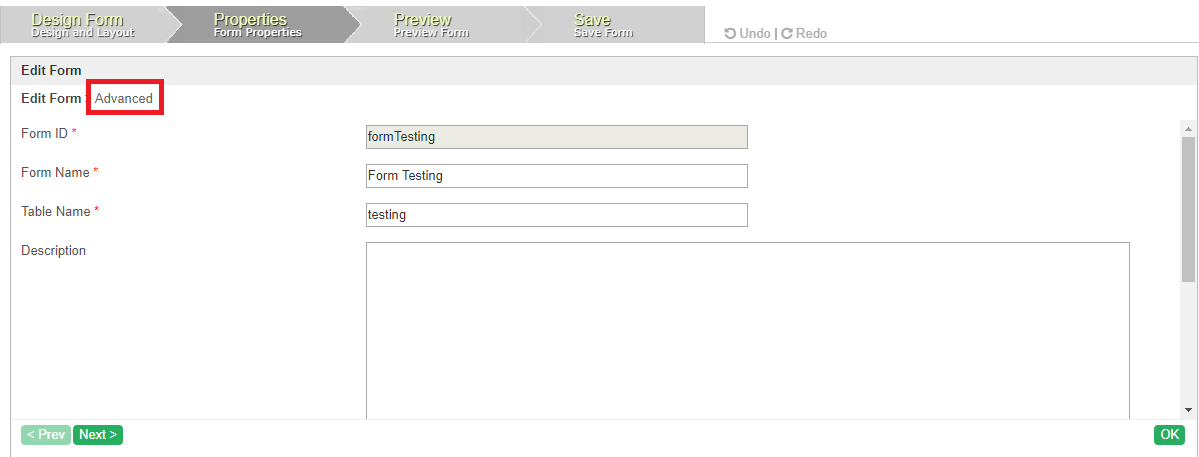 Design Form
Design and Layout
Properties
Form Properties
Preview
Preview Form
Save
Save Form
Undo | Redo
Edit Form
Edit Form > Advanced
Form ID *
formTesting
Form Name *
Form Testing
Table Name *
testing
Description
< Prev
Next >
OK